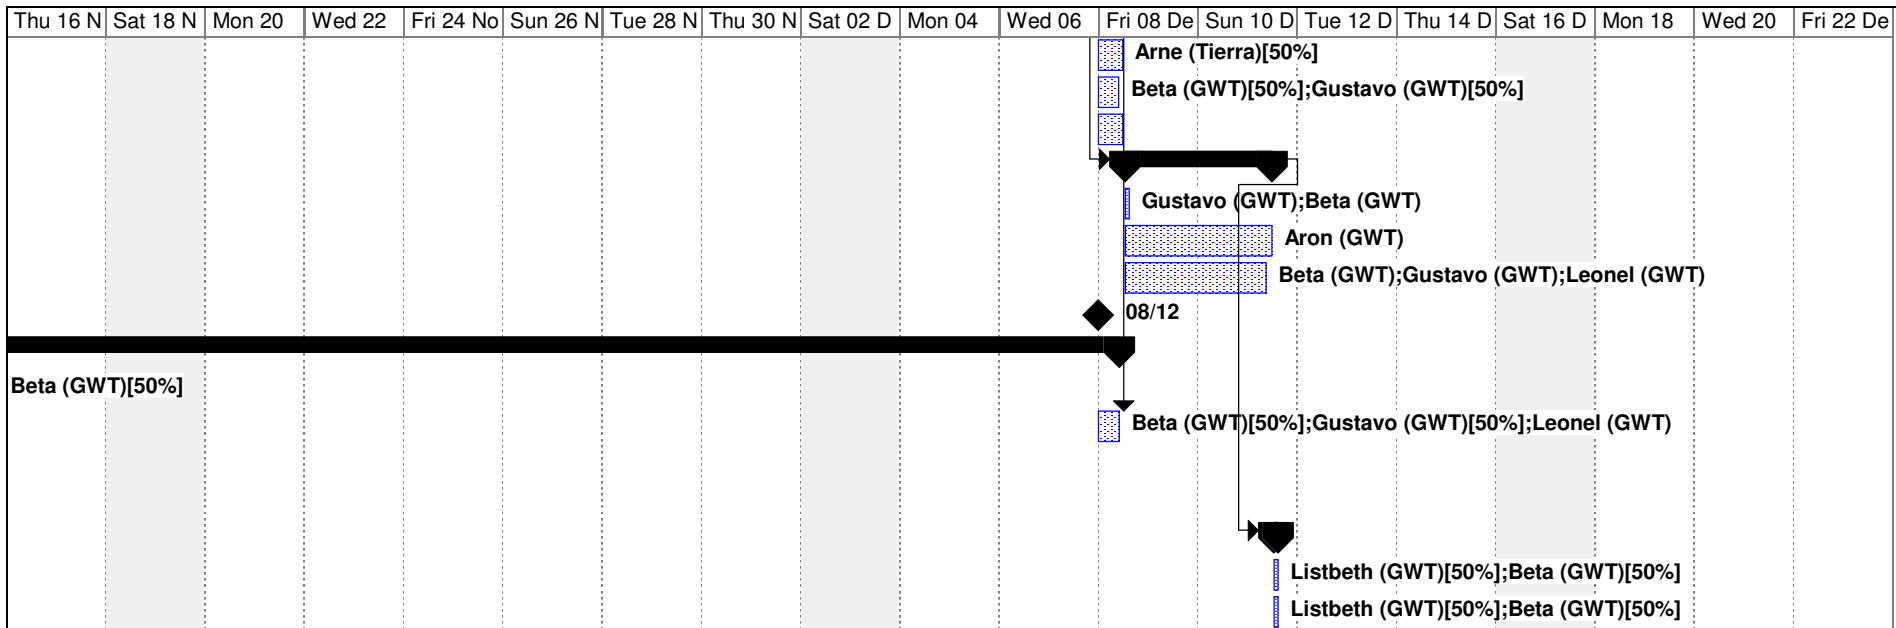 Thu 16 N Sat 18 N Mon 20 Wed 22 Fri 24 No Sun 26 N Tue 28 N Thu 30 N Sat 02 D Mon 04 Wed 06 Fri 08 De Sun 10 D Tue 12 D Thu 14 D Sat 16 D Mon 18 Wed 20 Fri 22 De
Arne (Tierra)[50%]
Beta (GWT)[50%];Gustavo (GWT)[50%]
Gustavo (GWT);Beta (GWT)
Aron (GWT)
Beta (GWT);Gustavo (GWT);Leonel (GWT)
08/12
Beta (GWT)[50%]
Beta (GWT)[50%];Gustavo (GWT)[50%];Leonel (GWT)
Listbeth (GWT)[50%];Beta (GWT)[50%]
Listbeth (GWT)[50%];Beta (GWT)[50%]